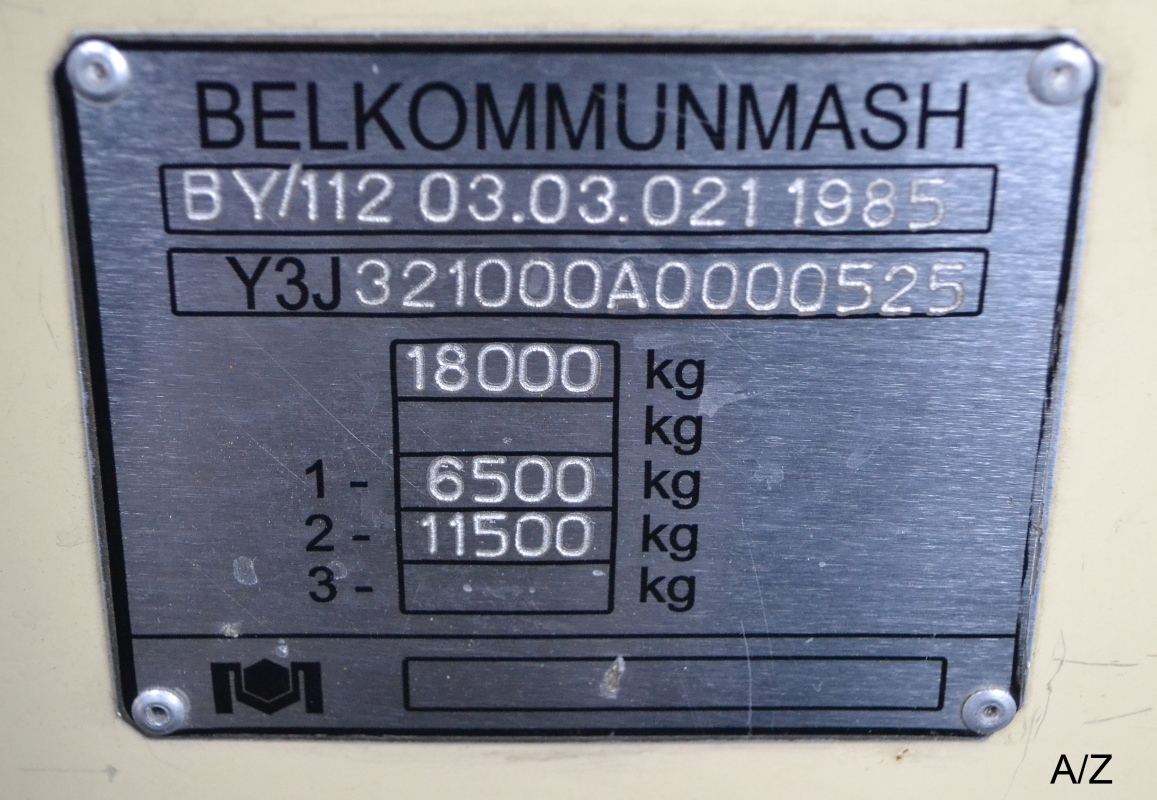 BELKOMMUNMASH
BY/112 03.03.021 1985
Y3J321000A0000525
18000 kg
kg
1 - 6500 kg
2 - 11500 kg
3 - kg
A/Z